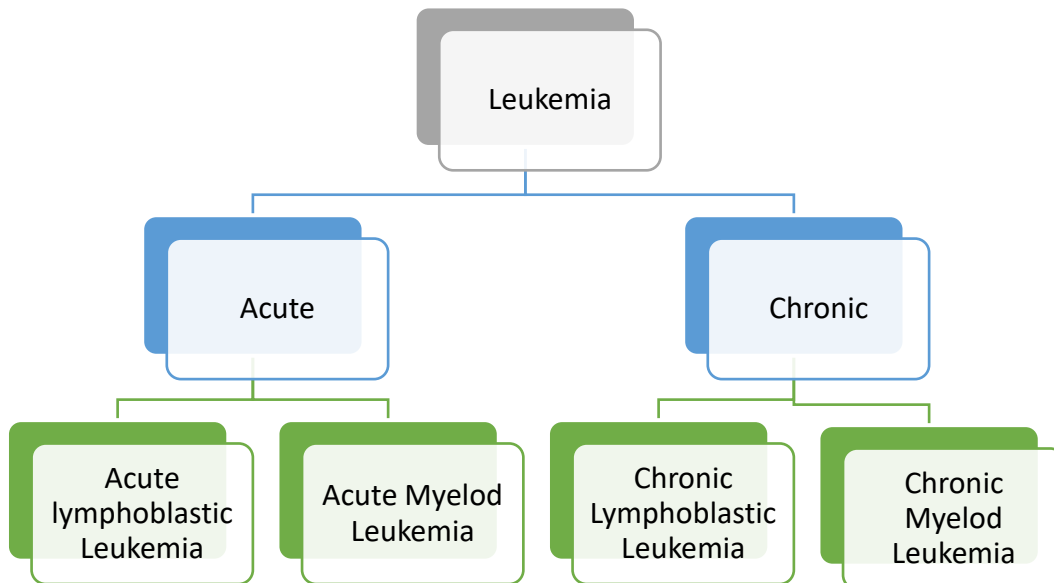 Leukemia
Acute
Chronic
Acute
lymphoblastic
Leukemia
Acute Myelod
Leukemia
Chronic
Lymphoblastic
Leukemia
Chronic
Myelod
Leukemia